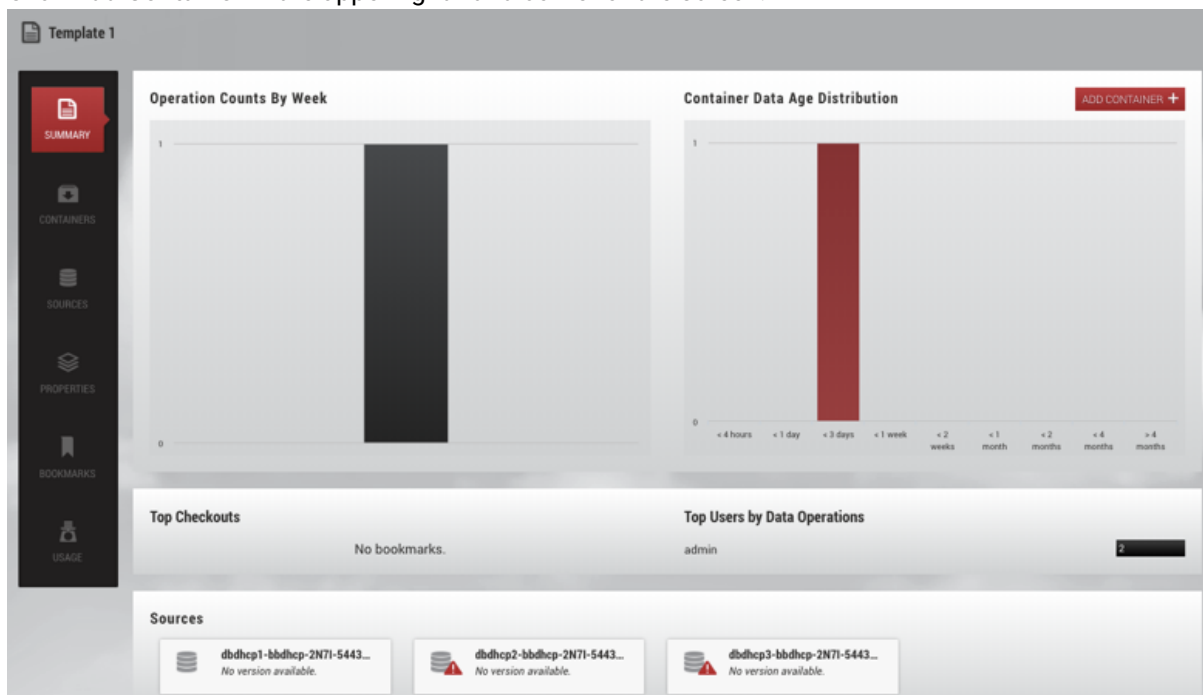 Template 1
SUMMARY
CONTAINERS
SOURCES
PROPERTIES
BOOKMARKS
USAGE
Operation Counts By Week
1
0
Container Data Age Distribution
ADD CONTAINER +
1
0
< 4 hours
< 1 day
< 3 days
< 1 week
< 2
weeks
< 1
month
< 2
months
< 4
months
> 4
months
Top Checkouts
No bookmarks.
Top Users by Data Operations
admin
2
Sources
dbdhcp1-bbdhcp-2N7I-5443...
No version available.
dbdhcp2-bbdhcp-2N7I-5443...
No version available.
dbdhcp3-bbdhcp-2N7I-5443...
No version available.